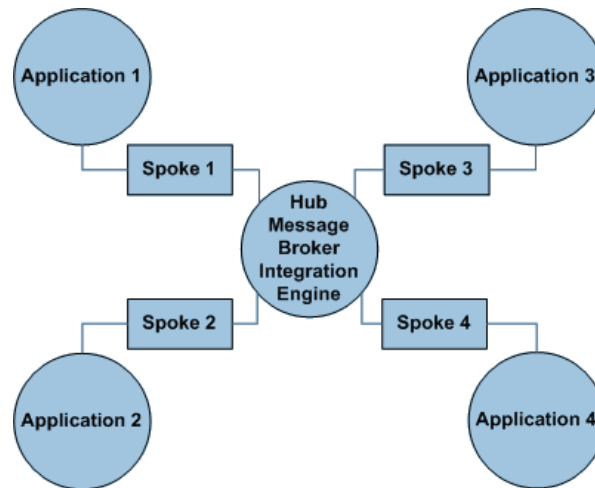 Application 1
Application 3
Spoke 1
Spoke 3
Hub
Message
Broker
Integration
Engine
Spoke 2
Spoke 4
Application 2
Application 4